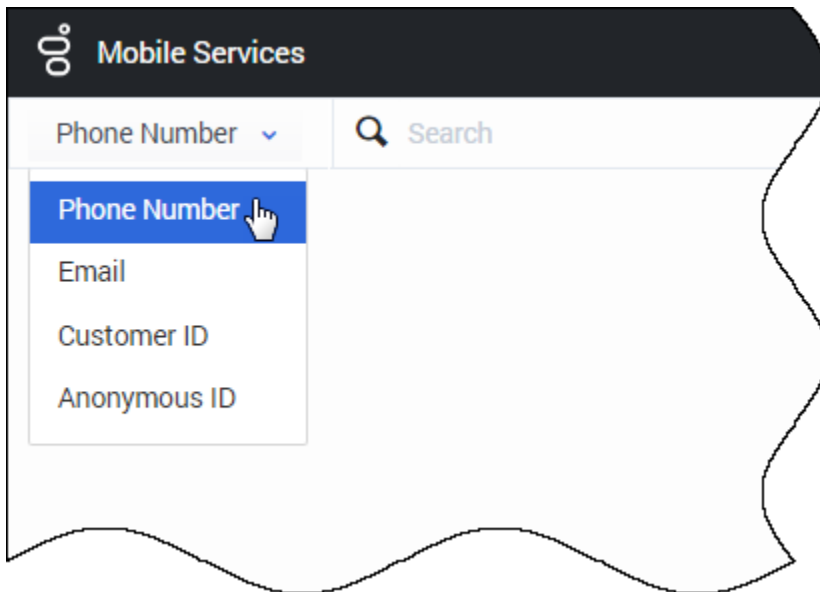 Mobile Services
Phone Number Search
Phone Number
Email
Customer ID
Anonymous ID